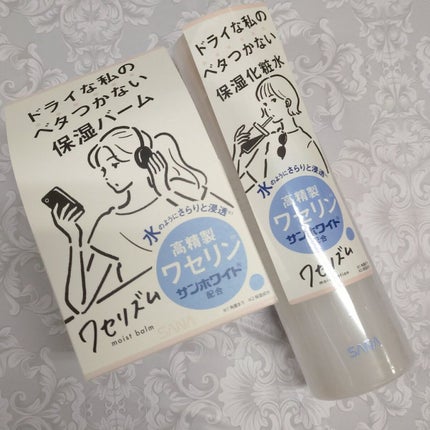 ドライな私の
ベタつかない
保湿バーム
水のようにさらりと浸透
高精製
ワセリン
サンホワイト
配合
ワセリズム
moist balm
SANA
ドライな私の
ベタつかない
保湿化粧水
水のようにさらりと浸透
高精製
ワセリン
サンホワイト
配合
ワセリズム
SANA